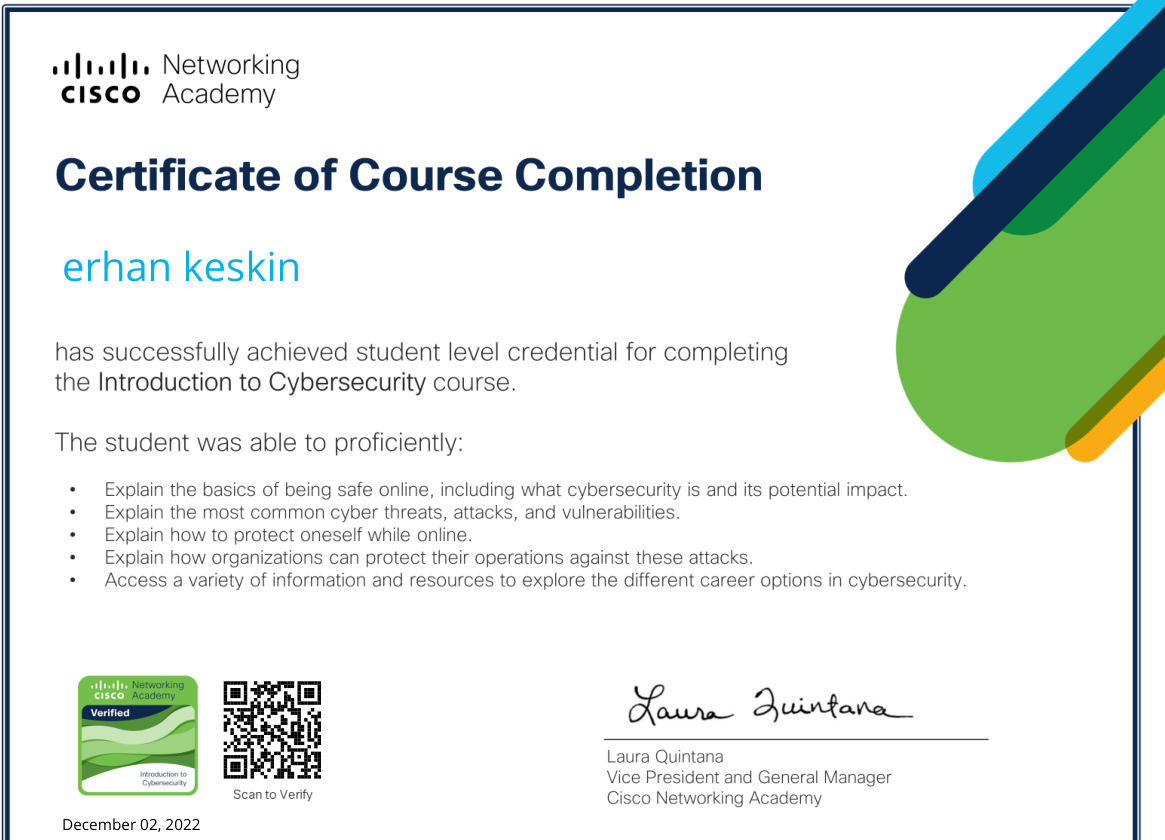 Networking
CISCO Academy
Certificate of Course Completion
erhan keskin
has successfully achieved student level credential for completing
the Introduction to Cybersecurity course.
The student was able to proficiently:
• Explain the basics of being safe online, including what cybersecurity is and its potential impact.
• Explain the most common cyber threats, attacks, and vulnerabilities.
• Explain how to protect oneself while online.
• Explain how organizations can protect their operations against these attacks.
• Access a variety of information and resources to explore the different career options in cybersecurity.
Networking
CISCO Academy
Verified
Introduction to
Cybersecurity
Scan to Verify
December 02, 2022
Laura Quintana
Laura Quintana
Vice President and General Manager
Cisco Networking Academy